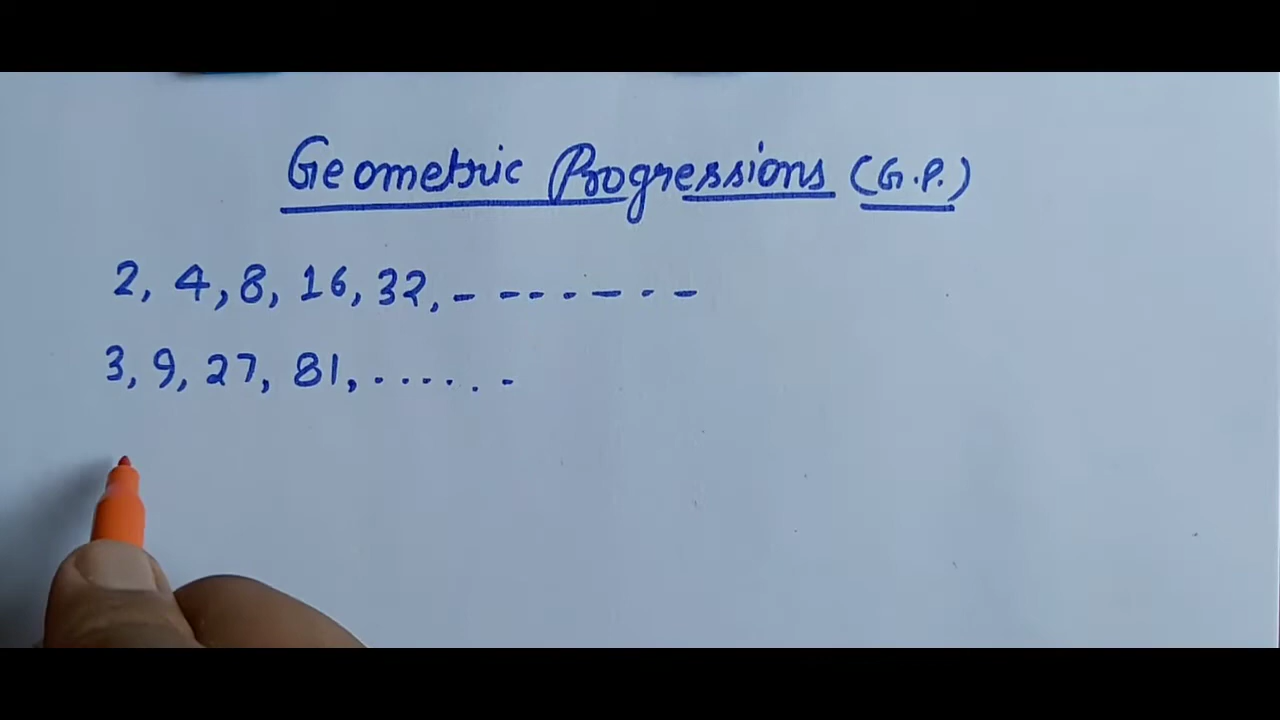 Geometric Progressions (G.P.)
2, 4, 8, 16, 32, - - - - - - - -
3, 9, 27, 81, . . . . . . -